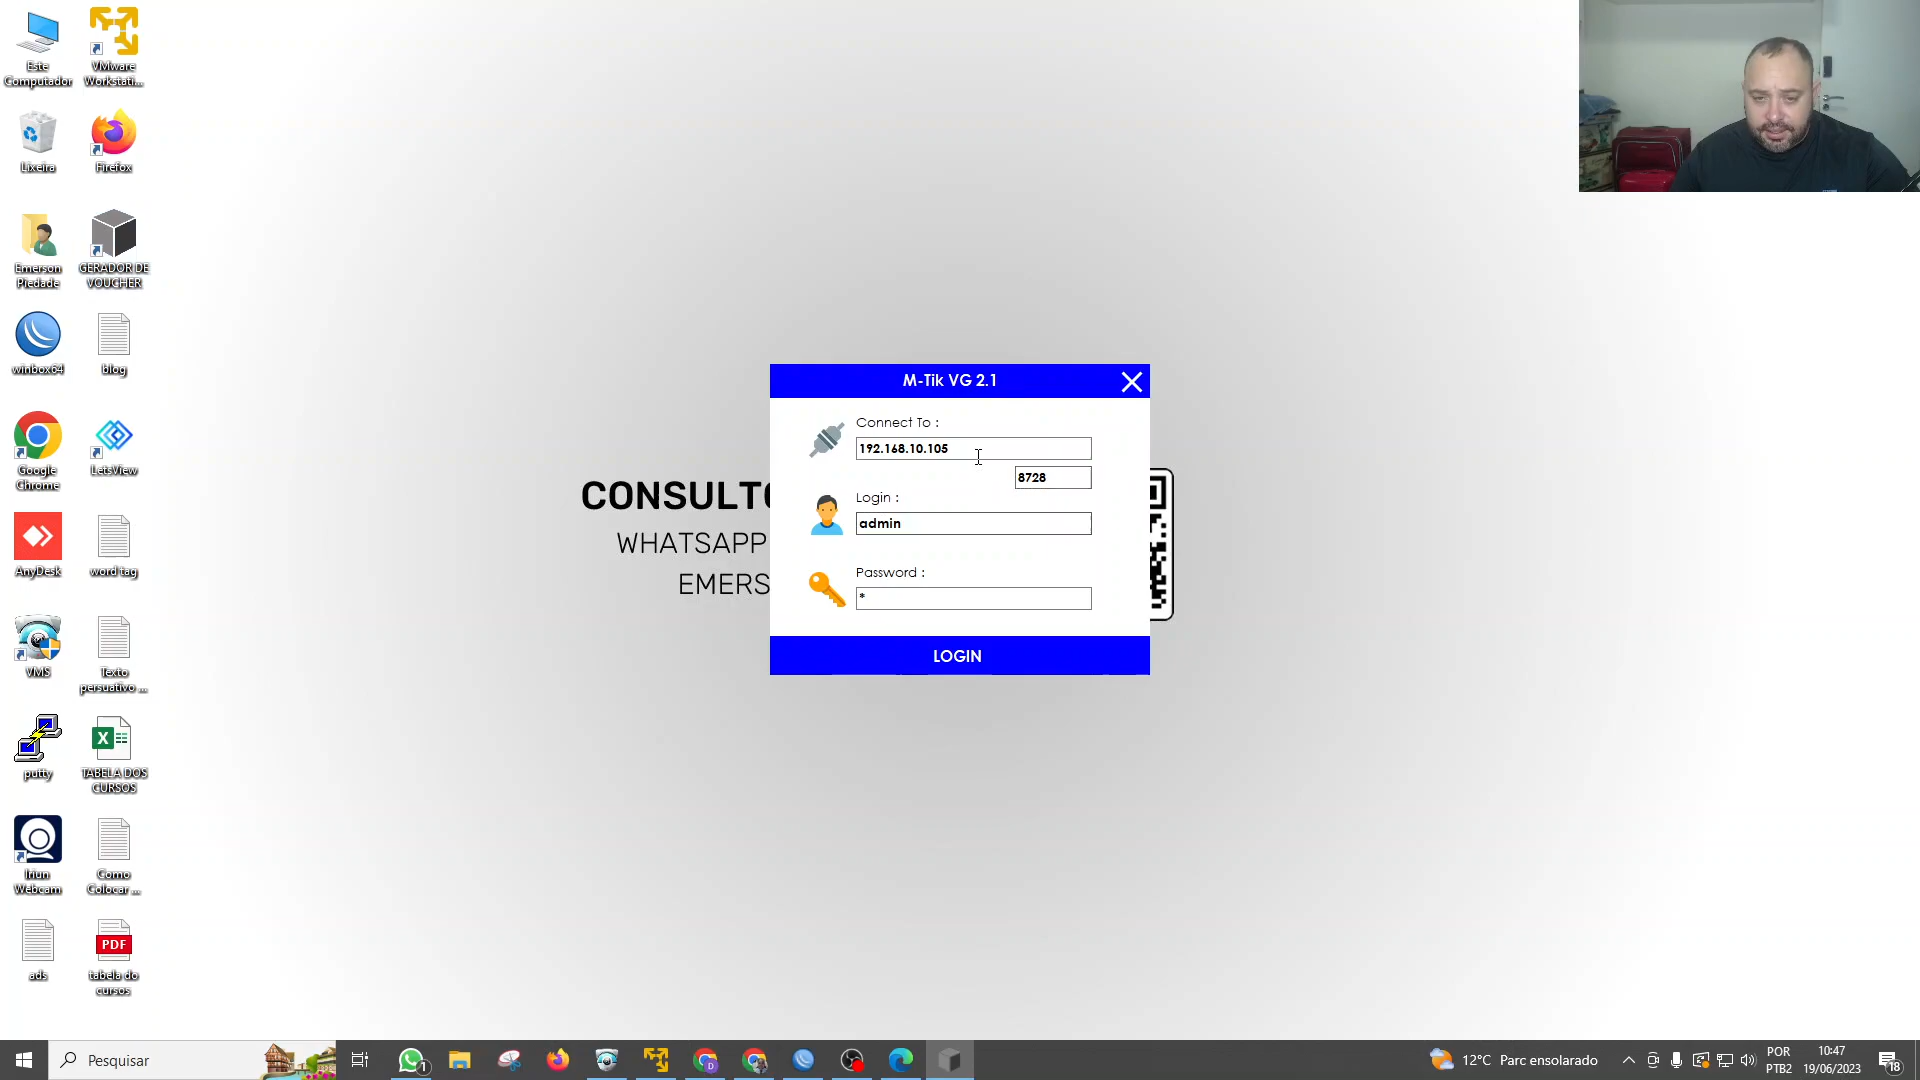 Este
Computador
VMware
Workstati...
Lixeira
Firefox
Emerson
Piedade
GERADOR DE
VOUCHER
winbox64
blog
Google
Chrome
LetsView
AnyDesk
word tag
VMS
Texto
persuativo ...
putty
TABELA DOS
CURSOS
Iriun
Webcam
Como
Colocar ...
ads
PDF
tabela do
cursos
CONSULTO
WHATSAPP
EMERS
M-Tik VG 2.1
Connect To :
192.168.10.105
8728
Login :
admin
Password :
*
LOGIN
Pesquisar
1
D
12°C Parc ensolarado
POR
PTB2
10:47
19/06/2023
18